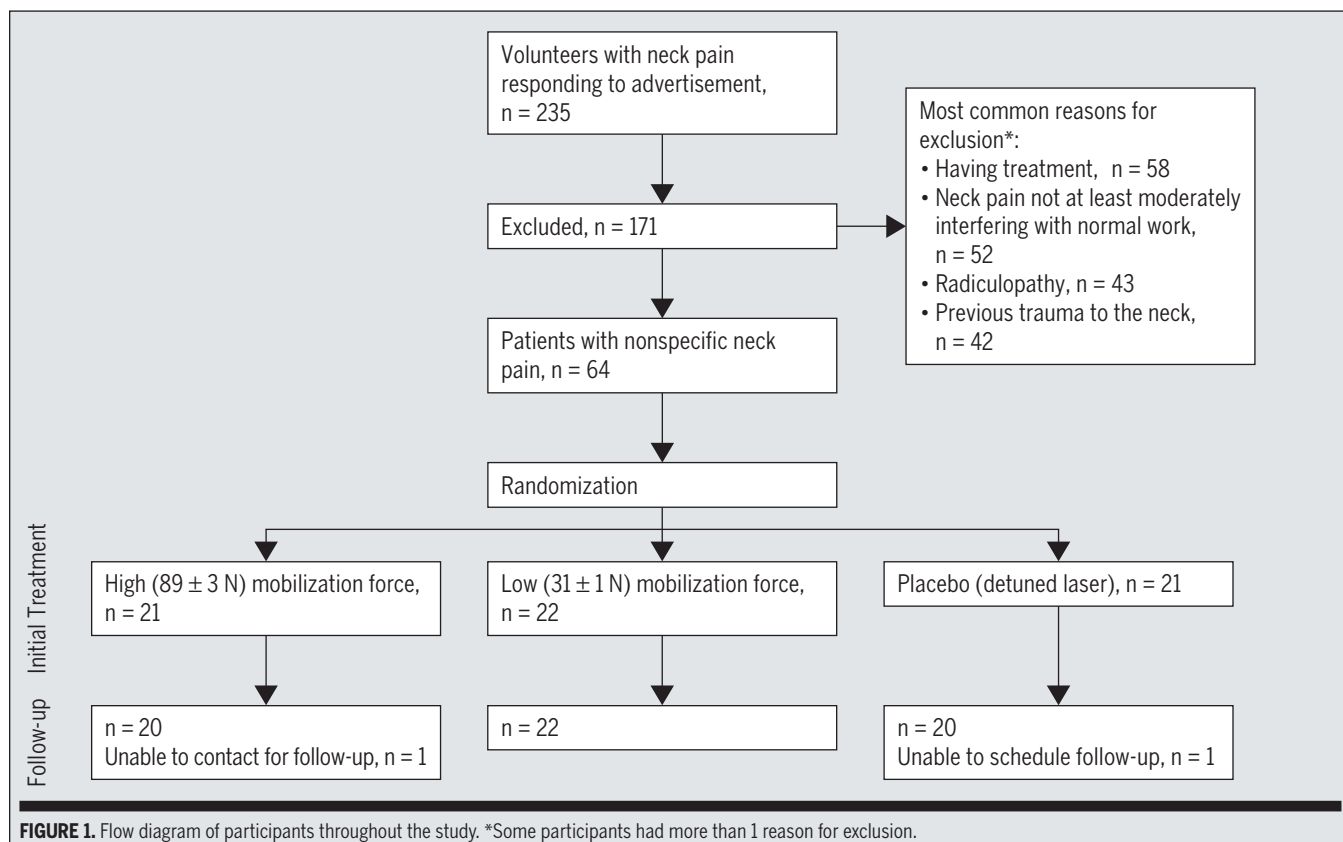 Volunteers with neck pain
responding to advertisement,
n = 235
Most common reasons for
exclusion*:
• Having treatment, n = 58
• Neck pain not at least moderately
interfering with normal work,
n = 52
• Radiculopathy, n = 43
• Previous trauma to the neck,
n = 42
Excluded, n = 171
Patients with nonspecific neck
pain, n = 64
Randomization
Initial Treatment
High (89 ± 3 N) mobilization force,
n = 21
Low (31 ± 1 N) mobilization force,
n = 22
Placebo (detuned laser), n = 21
Follow-up
n = 20
Unable to contact for follow-up, n = 1
n = 22
n = 20
Unable to schedule follow-up, n = 1
FIGURE 1. Flow diagram of participants throughout the study. *Some participants had more than 1 reason for exclusion.